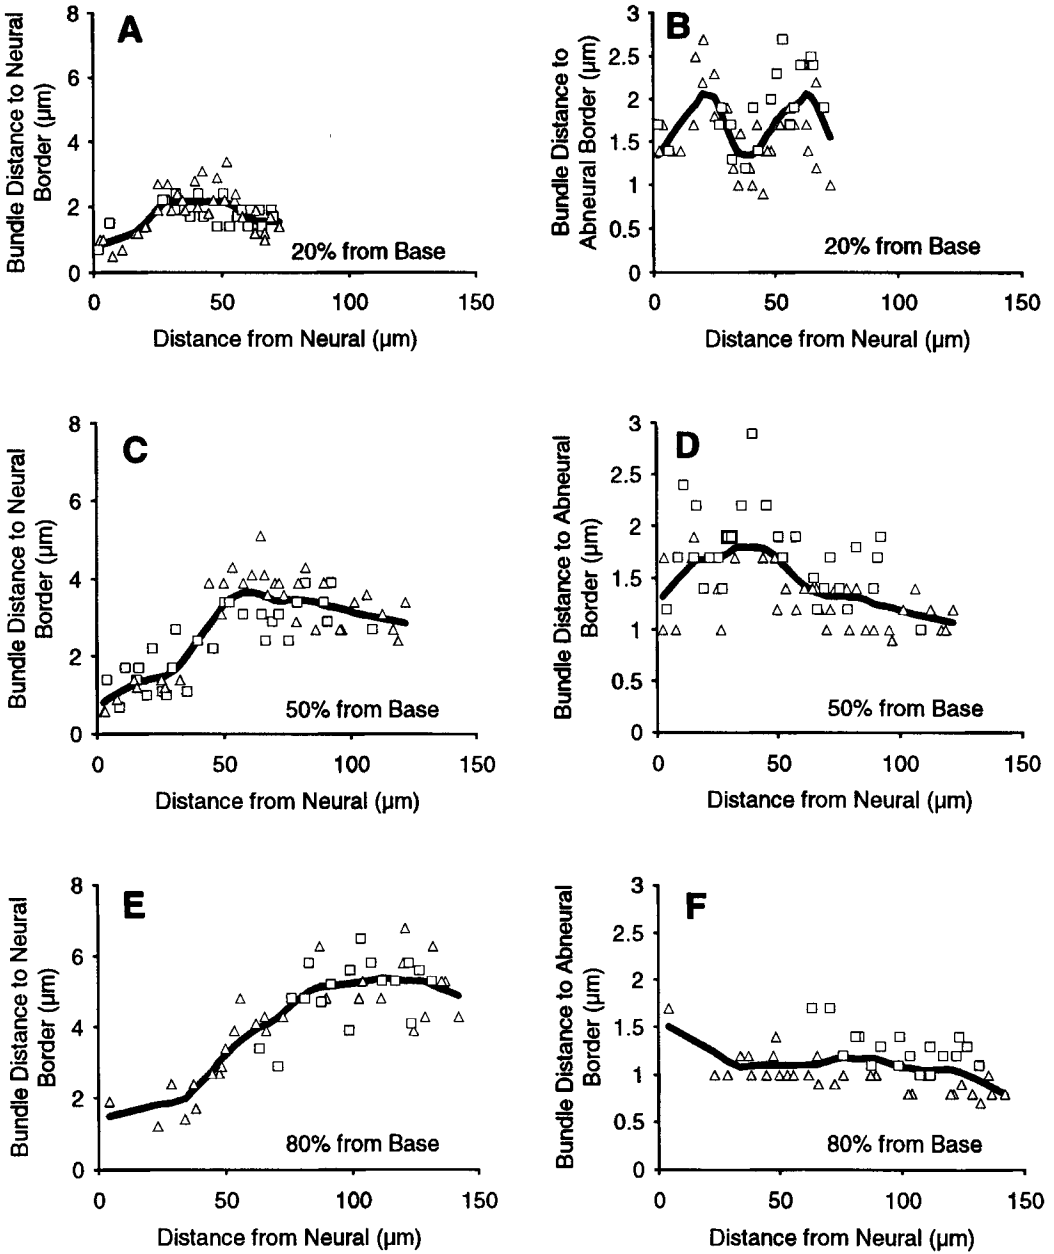 A
Bundle Distance to Neural
Border (µm)
8
6
4
2
0
20% from Base
0 50 100 150
Distance from Neural (µm)
B
Bundle Distance to
Abneural Border (µm)
3
2.5
2
1.5
1
0.5
0
20% from Base
0 50 100 150
Distance from Neural (µm)
C
Bundle Distance to Neural
Border (µm)
8
6
4
2
0
50% from Base
0 50 100 150
Distance from Neural (µm)
D
Bundle Distance to Abneural
Border (µm)
3
2.5
2
1.5
1
0.5
0
50% from Base
0 50 100 150
Distance from Neural (µm)
E
Bundle Distance to Neural
Border (µm)
8
6
4
2
0
80% from Base
0 50 100 150
Distance from Neural (µm)
F
Bundle Distance to Abneural
Border (µm)
3
2.5
2
1.5
1
0.5
0
80% from Base
0 50 100 150
Distance from Neural (µm)